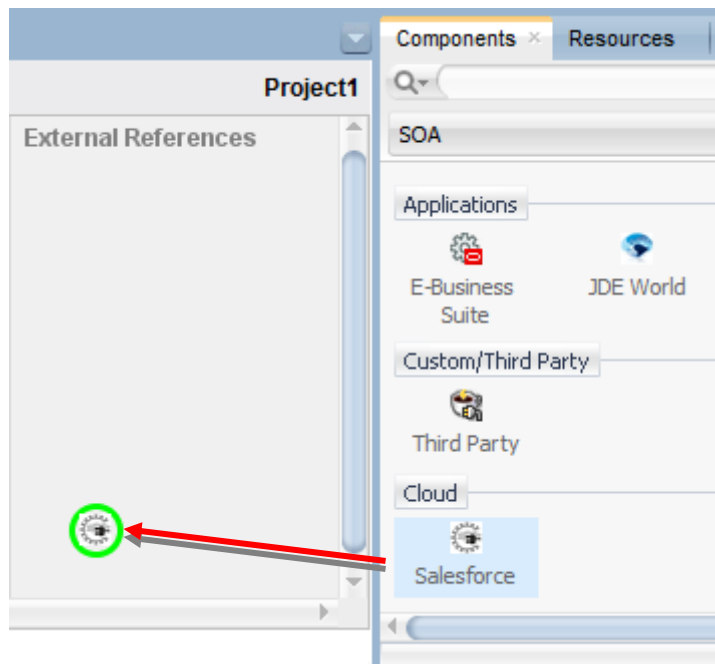 Components
Resources
Project1
External References
SOA
Applications
E-Business
Suite
JDE World
Custom/Third Party
Third Party
Cloud
Salesforce